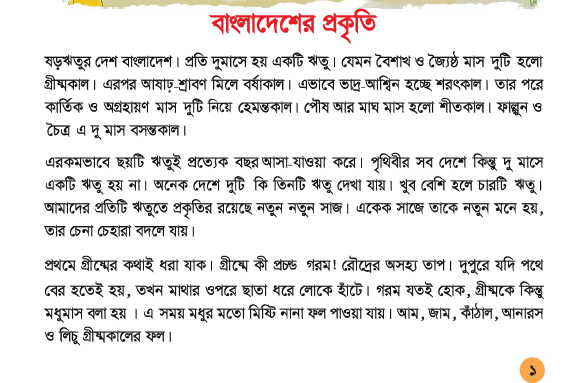 বাংলাদেশের প্রকৃতি
ষড়ঋতুর দেশ বাংলাদেশ। প্রতি দুমাসে হয় একটি ঋতু। যেমন বৈশাখ ও জ্যৈষ্ঠ মাস দুটি হলো
গ্রীষ্মকাল। এরপর আষাঢ়-শ্রাবণ মিলে বর্ষাকাল। এভাবে ভাদ্র-আশ্বিন হচ্ছে শরৎকাল। তার পরে
কার্তিক ও অগ্রহায়ণ মাস দুটি নিয়ে হেমন্তকাল। পৌষ আর মাঘ মাস হলো শীতকাল। ফাল্গুন ও
চৈত্র এ দু মাস বসন্তকাল।
এরকমভাবে ছয়টি ঋতুই প্রত্যেক বছর আসা-যাওয়া করে। পৃথিবীর সব দেশে কিন্তু দু মাসে
একটি ঋতু হয় না। অনেক দেশে দুটি কি তিনটি ঋতু দেখা যায়। খুব বেশি হলে চারটি ঋতু।
আমাদের প্রতিটি ঋতুতে প্রকৃতির রয়েছে নতুন নতুন সাজ। একেক সাজে তাকে নতুন মনে হয়,
তার চেনা চেহারা বদলে যায়।
প্রথমে গ্রীষ্মের কথাই ধরা যাক। গ্রীষ্মে কী প্রচন্ড গরম! রৌদ্রের অসহ্য তাপ। দুপুরে যদি পথে
বের হতেই হয়, তখন মাথার ওপরে ছাতা ধরে লোকে হাঁটে। গরম যতই হোক, গ্রীষ্মকে কিন্তু
মধুমাস বলা হয় । এ সময় মধুর মতো মিষ্টি নানা ফল পাওয়া যায়। আম, জাম, কাঁঠাল, আনারস
ও লিচু গ্রীষ্মকালের ফল।
১